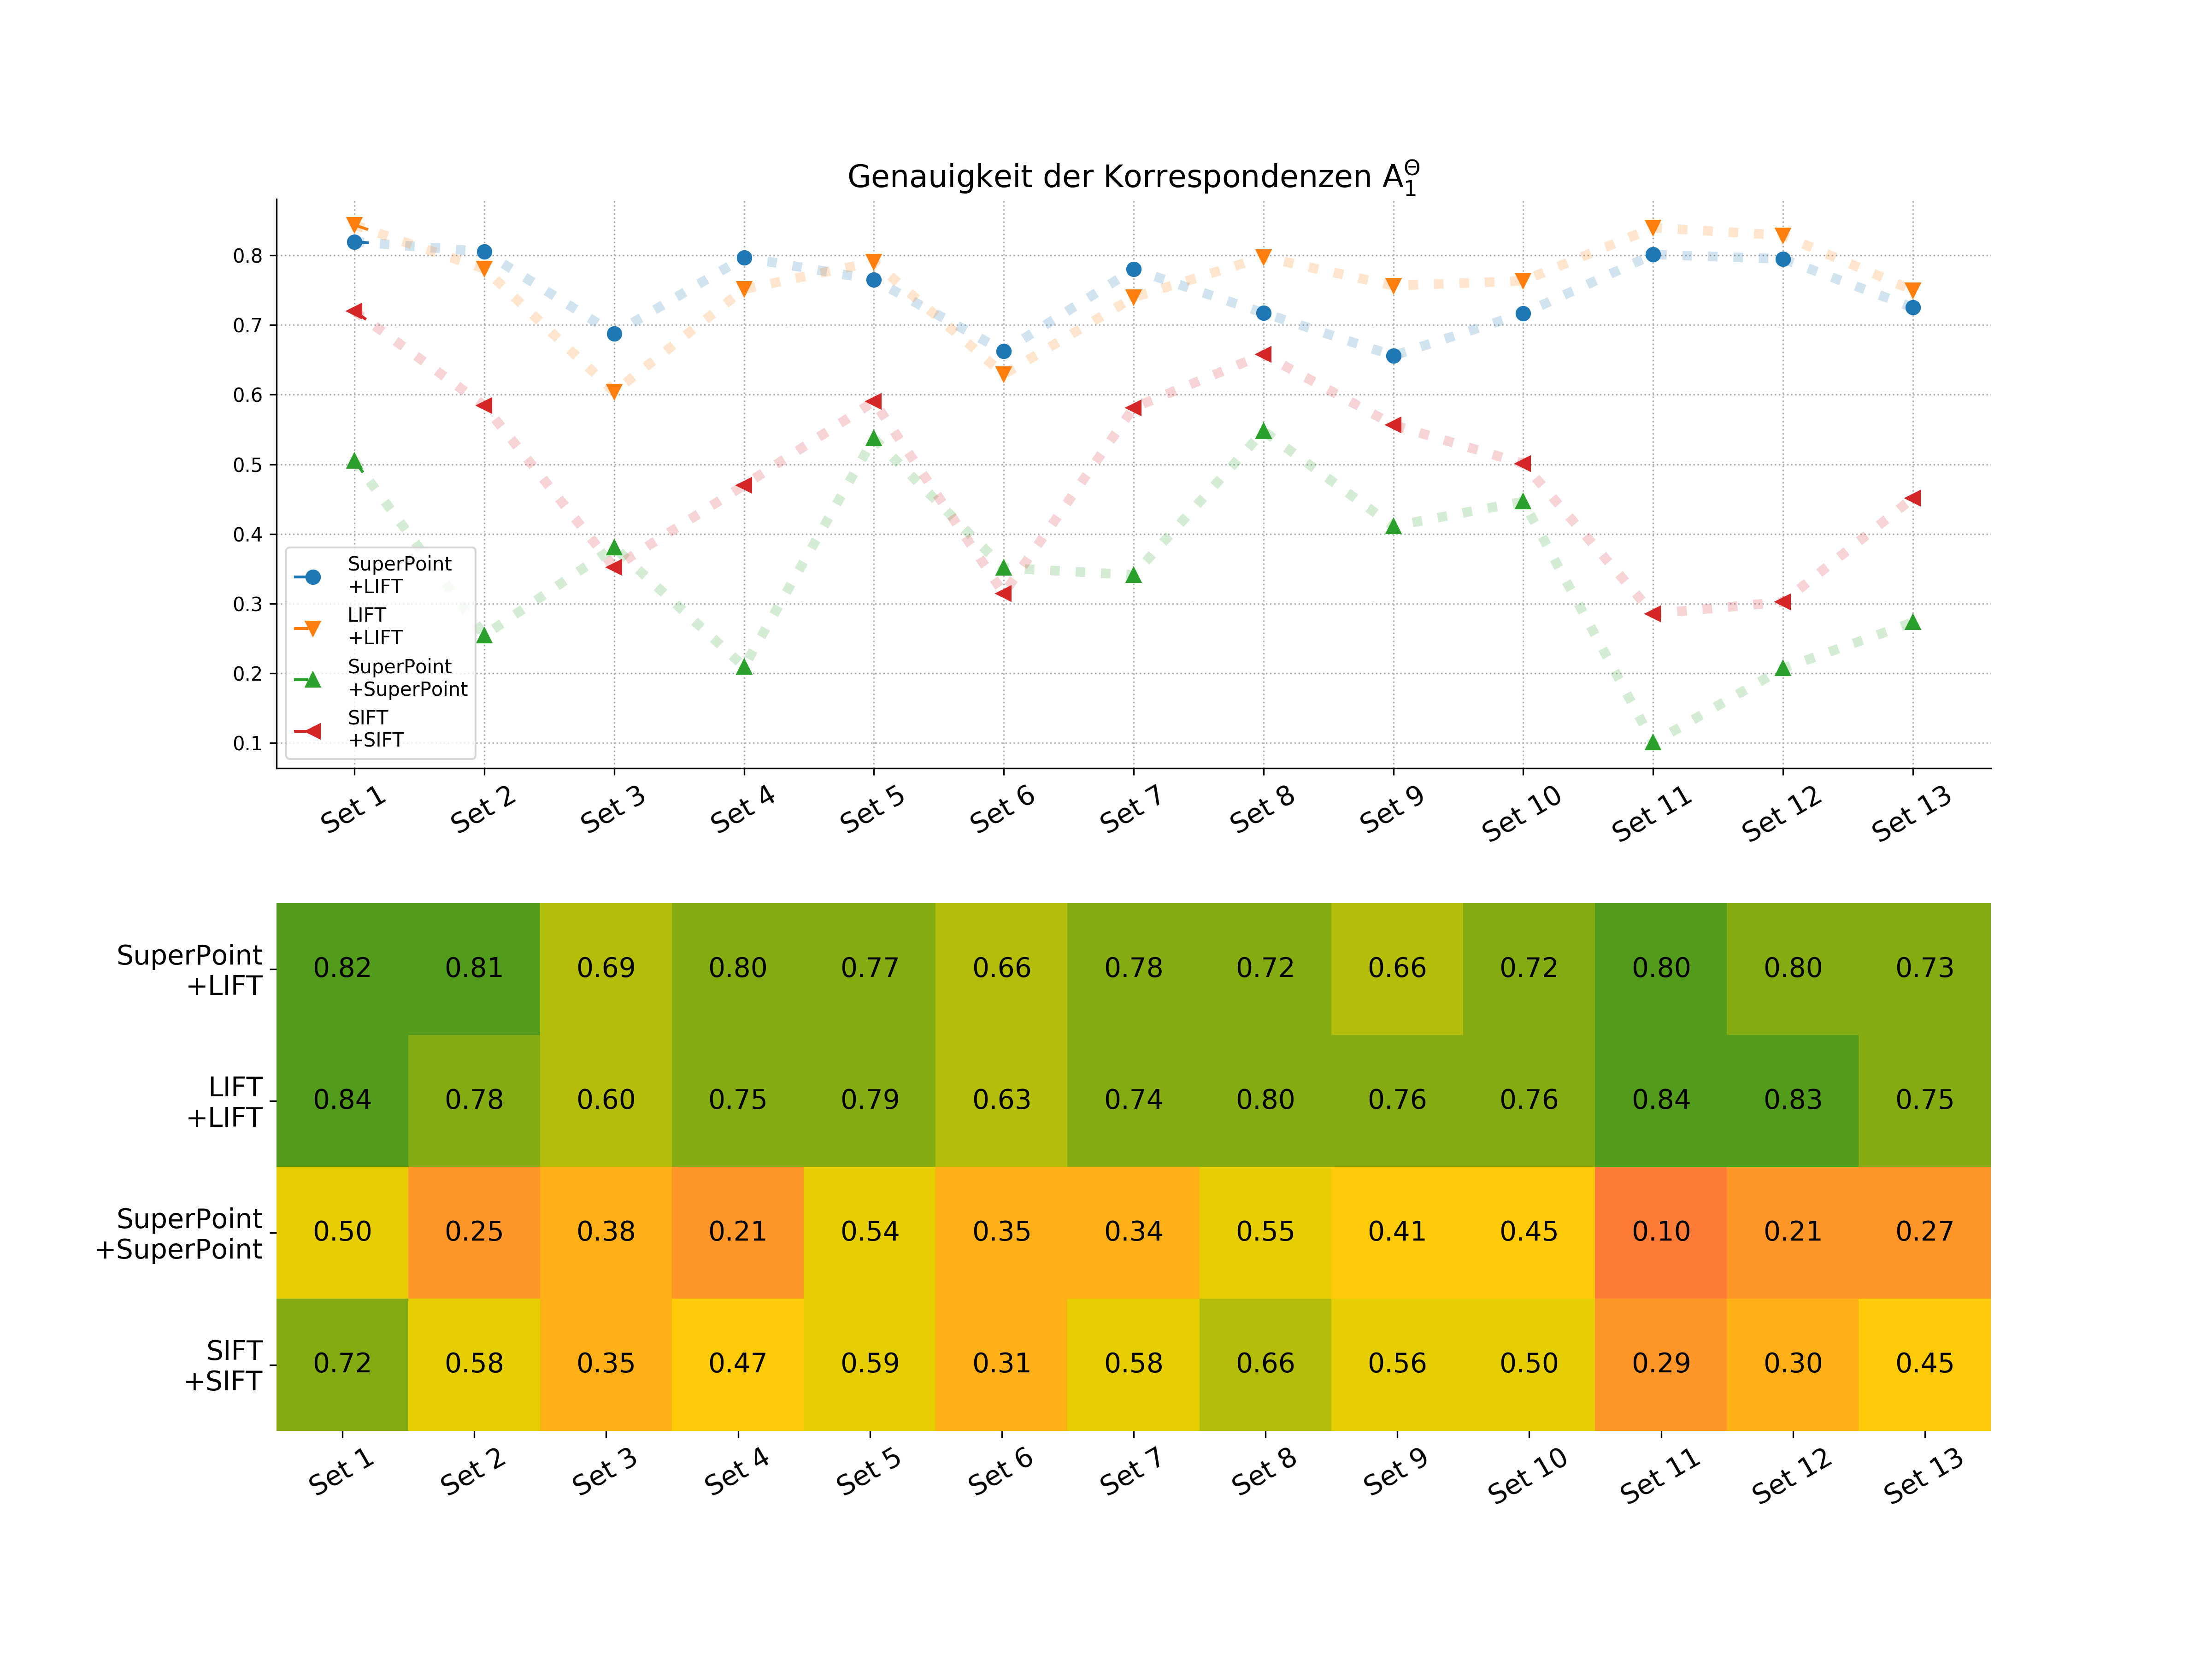 Genauigkeit der Korrespondenzen A₁^Θ
0.8
0.7
0.6
0.5
0.4
0.3
0.2
0.1
SuperPoint
+LIFT
LIFT
+LIFT
SuperPoint
+SuperPoint
SIFT
+SIFT
Set 1 Set 2 Set 3 Set 4 Set 5 Set 6 Set 7 Set 8 Set 9 Set 10 Set 11 Set 12 Set 13
SuperPoint
+LIFT
0.82 0.81 0.69 0.80 0.77 0.66 0.78 0.72 0.66 0.72 0.80 0.80 0.73
LIFT
+LIFT
0.84 0.78 0.60 0.75 0.79 0.63 0.74 0.80 0.76 0.76 0.84 0.83 0.75
SuperPoint
+SuperPoint
0.50 0.25 0.38 0.21 0.54 0.35 0.34 0.55 0.41 0.45 0.10 0.21 0.27
SIFT
+SIFT
0.72 0.58 0.35 0.47 0.59 0.31 0.58 0.66 0.56 0.50 0.29 0.30 0.45
Set 1 Set 2 Set 3 Set 4 Set 5 Set 6 Set 7 Set 8 Set 9 Set 10 Set 11 Set 12 Set 13